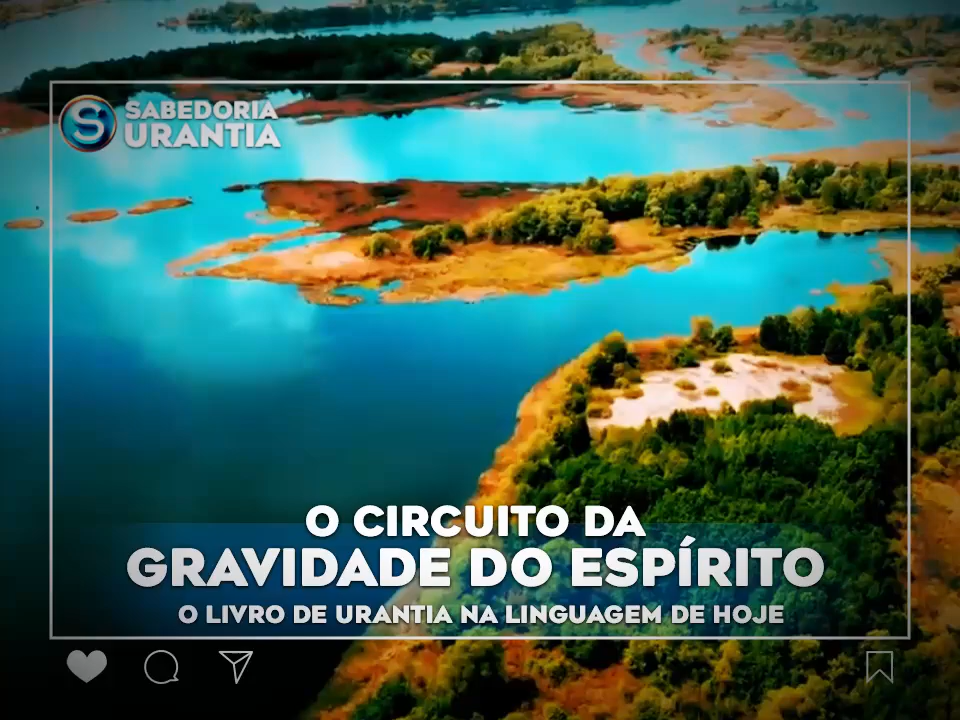 SABEDORIA
URANTIA
O CIRCUITO DA
GRAVIDADE DO ESPÍRITO
O LIVRO DE URANTIA NA LINGUAGEM DE HOJE